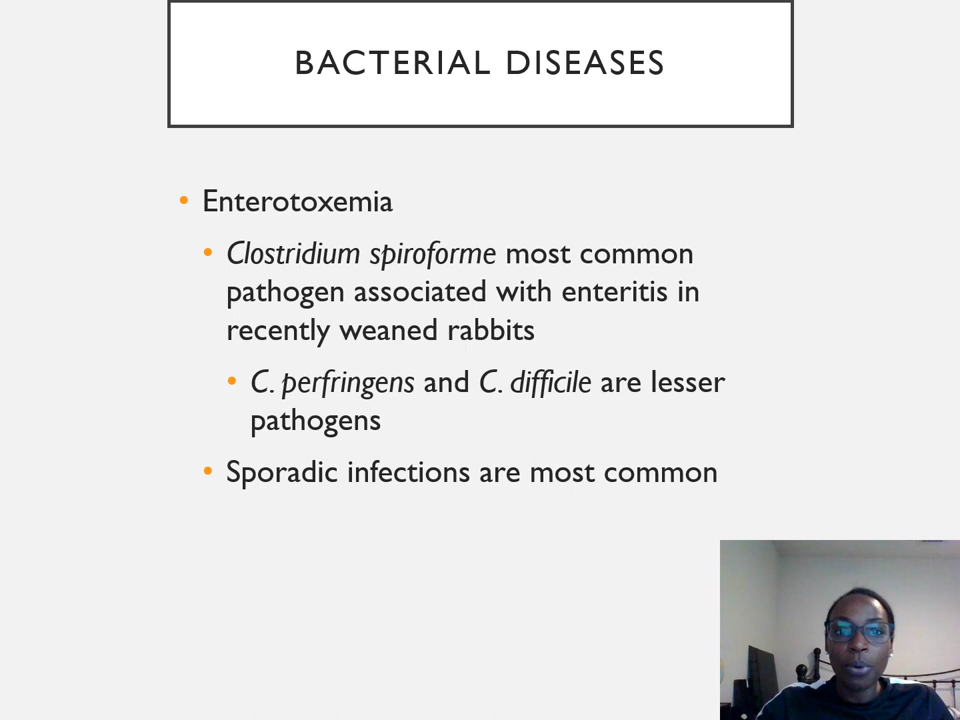 BACTERIAL DISEASES
• Enterotoxemia
• Clostridium spiroforme most common
pathogen associated with enteritis in
recently weaned rabbits
• C. perfringens and C. difficile are lesser
pathogens
• Sporadic infections are most common